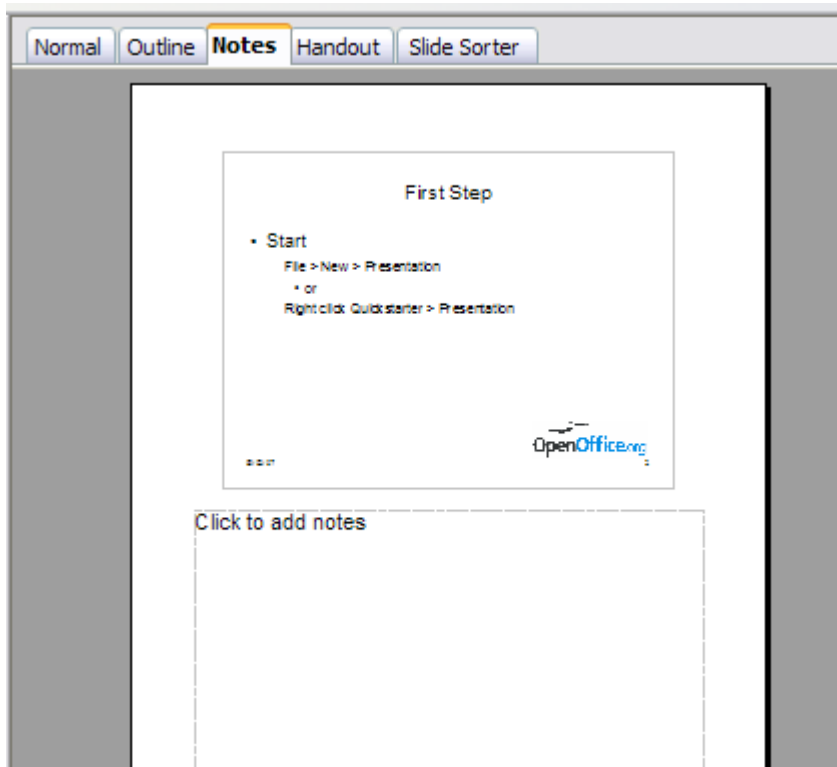 Normal Outline Notes Handout Slide Sorter
First Step
• Start
File > New > Presentation
• or
Right click Quickstarter > Presentation
OpenOffice.org
Click to add notes